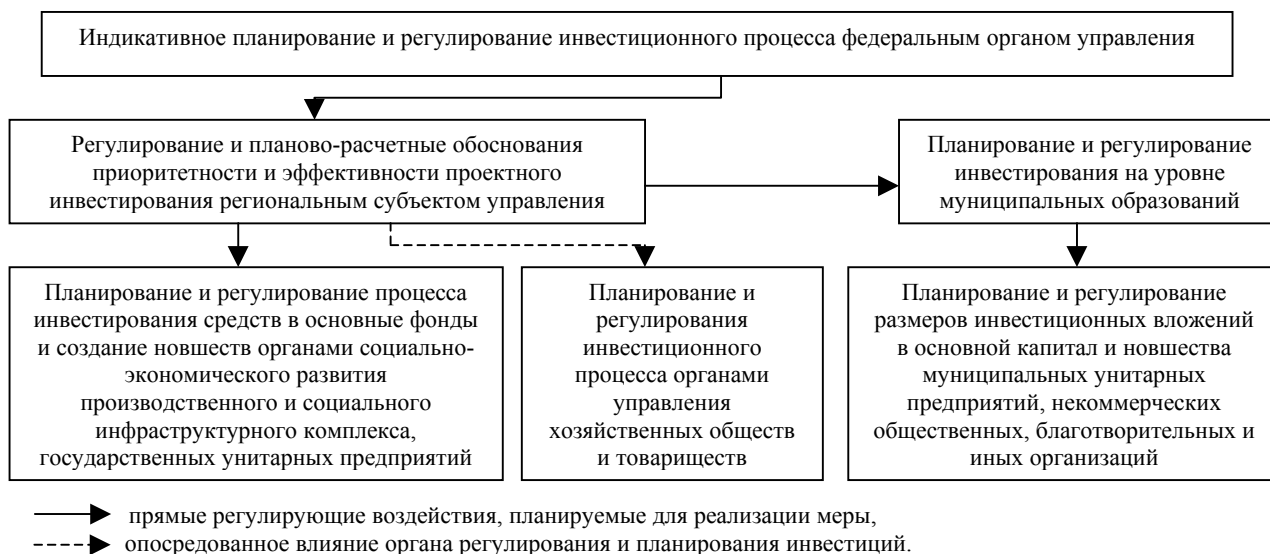 Индикативное планирование и регулирование инвестиционного процесса федеральным органом управления
Регулирование и планово-расчетные обоснования
приоритетности и эффективности проектного
инвестирования региональным субъектом управления
Планирование и регулирование
инвестирования на уровне
муниципальных образований
Планирование и регулирование процесса
инвестирования средств в основные фонды
и создание новшеств органами социально-
экономического развития
производственного и социального
инфраструктурного комплекса,
государственных унитарных предприятий
Планирование и
регулирования
инвестиционного
процесса органами
управления
хозяйственных обществ
и товариществ
Планирование и регулирование
размеров инвестиционных вложений
в основной капитал и новшества
муниципальных унитарных
предприятий, некоммерческих
общественных, благотворительных и
иных организаций
прямые регулирующие воздействия, планируемые для реализации меры,
опосредованное влияние органа регулирования и планирования инвестиций.